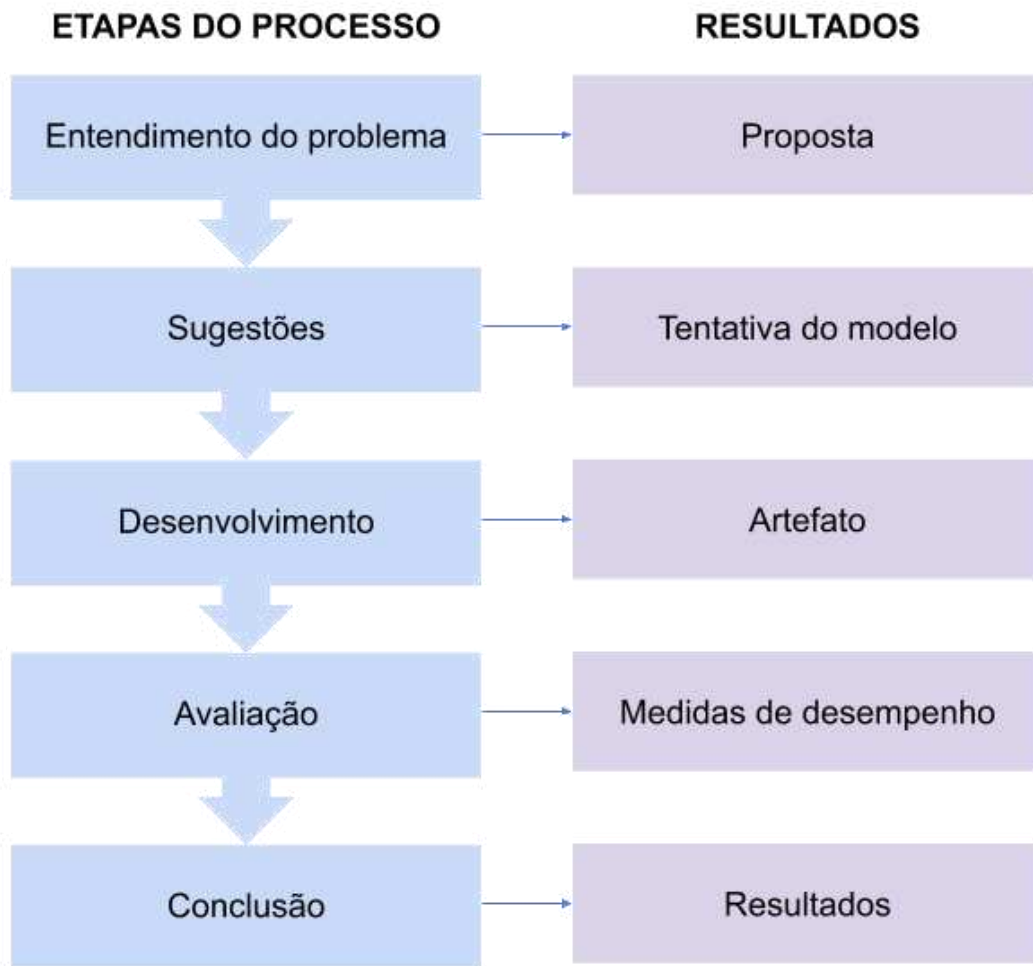 ETAPAS DO PROCESSO
RESULTADOS
Entendimento do problema
Proposta
Sugestões
Tentativa do modelo
Desenvolvimento
Artefato
Avaliação
Medidas de desempenho
Conclusão
Resultados